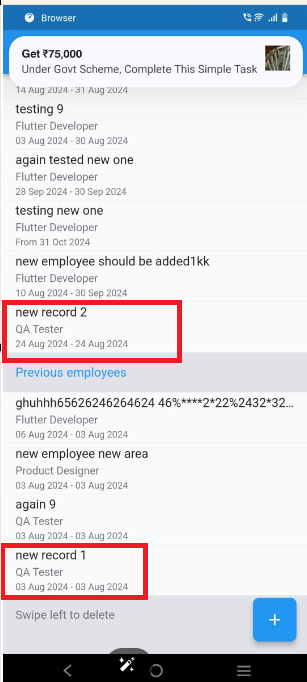 Browser
Get ₹75,000
Under Govt Scheme, Complete This Simple Task
14 Aug 2024 - 31 Aug 2024
testing 9
Flutter Developer
03 Aug 2024 - 30 Aug 2024
again tested new one
Flutter Developer
28 Sep 2024 - 30 Sep 2024
testing new one
Flutter Developer
From 31 Oct 2024
new employee should be added1kk
Flutter Developer
10 Aug 2024 - 30 Sep 2024
new record 2
QA Tester
24 Aug 2024 - 24 Aug 2024
Previous employees
ghuhhh65626246264624 46%****2*22%2432*32...
Flutter Developer
06 Aug 2024 - 03 Aug 2024
new employee new area
Product Designer
03 Aug 2024 - 03 Aug 2024
again 9
QA Tester
03 Aug 2024 - 03 Aug 2024
new record 1
QA Tester
03 Aug 2024 - 03 Aug 2024
Swipe left to delete